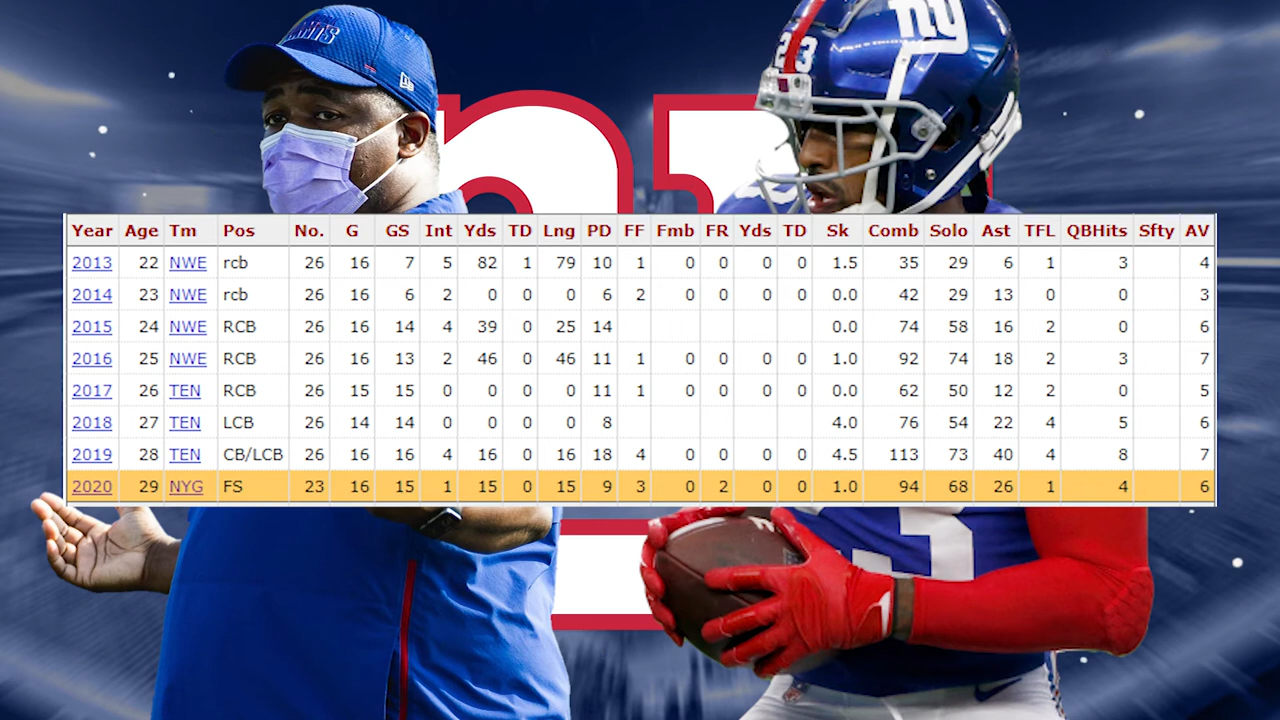 GIANTS
23
ny
Year Age Tm Pos No. G GS Int Yds TD Lng PD FF Fmb FR Yds TD Sk Comb Solo Ast TFL QBHits Sfty AV
2013 22 NWE rcb 26 16 7 5 82 1 79 10 1 0 0 0 0 1.5 35 29 6 1 3 4
2014 23 NWE rcb 26 16 6 2 0 0 0 6 2 0 0 0 0 0.0 42 29 13 0 0 3
2015 24 NWE RCB 26 16 14 4 39 0 25 14 0.0 74 58 16 2 0 6
2016 25 NWE RCB 26 16 13 2 46 0 46 11 1 0 0 0 0 1.0 92 74 18 2 3 7
2017 26 TEN RCB 26 15 15 0 0 0 0 11 1 0 0 0 0 0.0 62 50 12 2 0 5
2018 27 TEN LCB 26 14 14 0 0 0 0 8 4.0 76 54 22 4 5 6
2019 28 TEN CB/LCB 26 16 16 4 16 0 16 18 4 0 0 0 0 4.5 113 73 40 4 8 7
2020 29 NYG FS 23 16 15 1 15 0 15 9 3 0 2 0 0 1.0 94 68 26 1 4 6